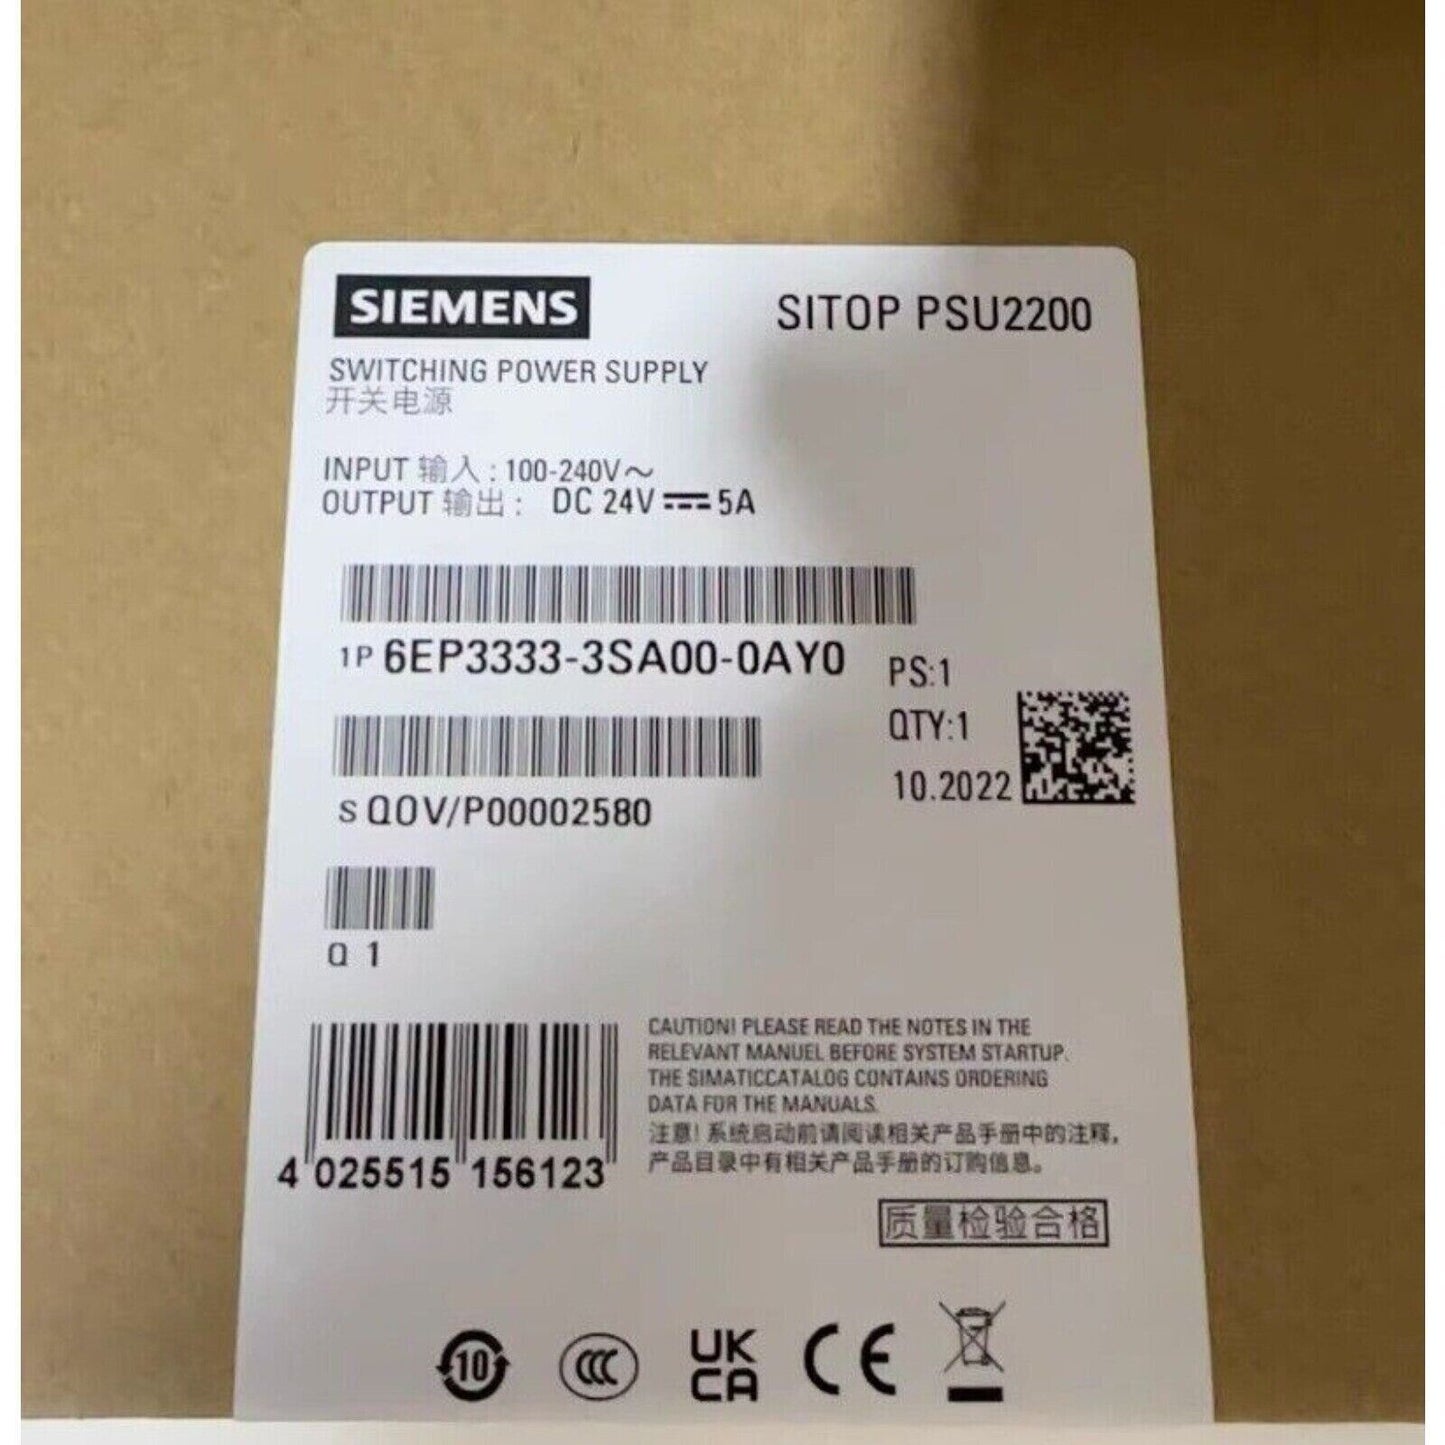 SIEMENS
SITOP PSU2200
SWITCHING POWER SUPPLY
开关电源
INPUT 输入 : 100-240V～
OUTPUT 输出 : DC 24V ⎓ 5A
1P 6EP3333-3SA00-0AY0
PS:1
QTY:1
10.2022
S QOV/P00002580
Q 1
4 025515 156123
CAUTION! PLEASE READ THE NOTES IN THE
RELEVANT MANUEL BEFORE SYSTEM STARTUP.
THE SIMATICCATALOG CONTAINS ORDERING
DATA FOR THE MANUALS.
注意! 系统启动前请阅读相关产品手册中的注释,
产品目录中有相关产品手册的订购信息。
质量检验合格
10
CCC
UK
CA
CE